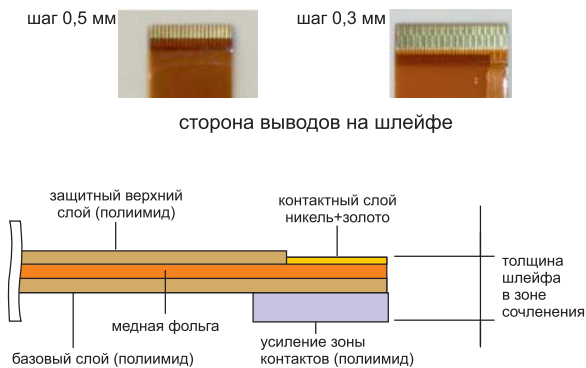 шаг 0,5 мм
шаг 0,3 мм
сторона выводов на шлейфе
защитный верхний
слой (полиимид)
контактный слой
никель+золото
толщина
шлейфа
в зоне
сочленения
медная фольга
базовый слой (полиимид)
усиление зоны
контактов (полиимид)